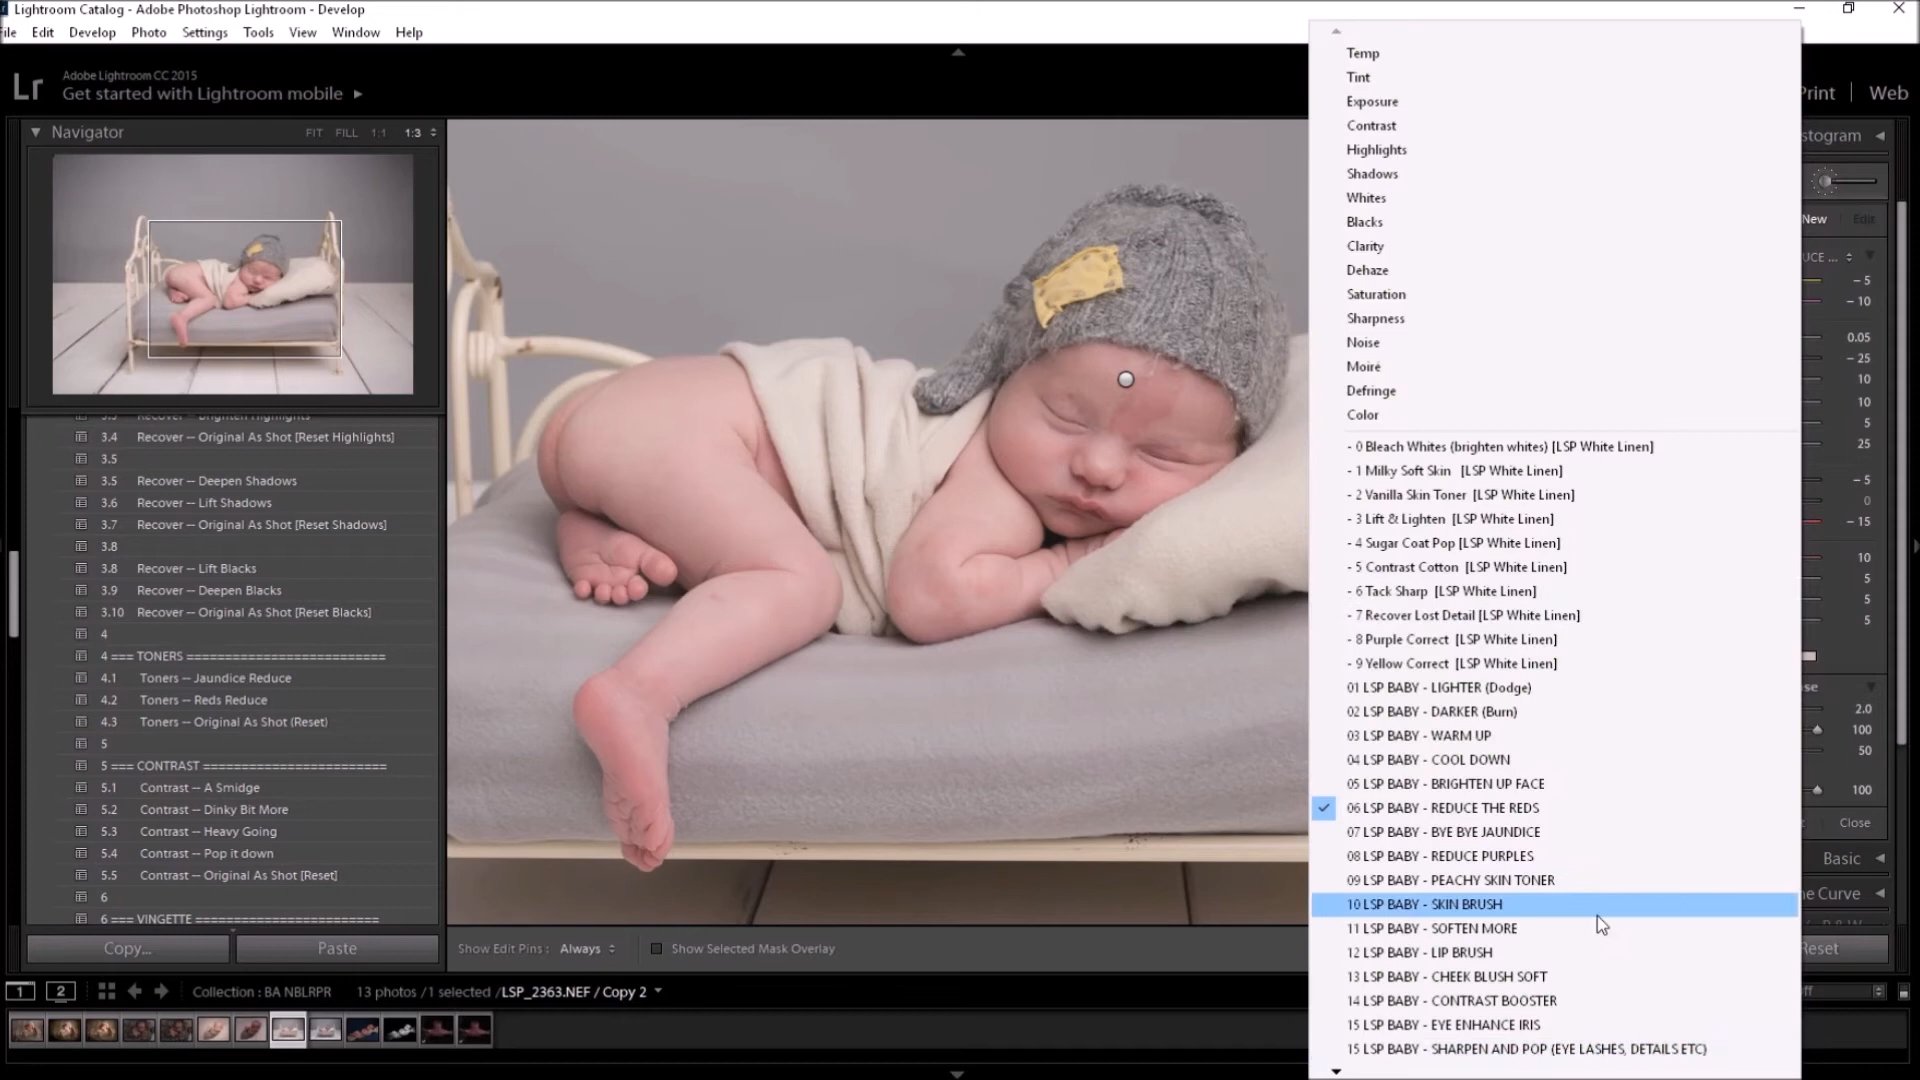 Lightroom Catalog - Adobe Photoshop Lightroom - Develop
File Edit Develop Photo Settings Tools View Window Help
Lr
Adobe Lightroom CC 2015
Get started with Lightroom mobile
Print | Web
Navigator FIT FILL 1:1 1:3
3.4 Recover -- Original As Shot [Reset Highlights]
3.5
3.5 Recover -- Deepen Shadows
3.6 Recover -- Lift Shadows
3.7 Recover -- Original As Shot [Reset Shadows]
3.8
3.8 Recover -- Lift Blacks
3.9 Recover -- Deepen Blacks
3.10 Recover -- Original As Shot [Reset Blacks]
4
4 === TONERS =========================
4.1 Toners -- Jaundice Reduce
4.2 Toners -- Reds Reduce
4.3 Toners -- Original As Shot (Reset)
5
5 === CONTRAST =======================
5.1 Contrast -- A Smidge
5.2 Contrast -- Dinky Bit More
5.3 Contrast -- Heavy Going
5.4 Contrast -- Pop it down
5.5 Contrast -- Original As Shot [Reset]
6
6 === VINGETTE =======================
Copy... Paste
Show Edit Pins : Always Show Selected Mask Overlay
1 2 Collection : BA NBLRPR 13 photos / 1 selected / LSP_2363.NEF / Copy 2
Temp
Tint
Exposure
Contrast
Highlights
Shadows
Whites
Blacks
Clarity
Dehaze
Saturation
Sharpness
Noise
Moiré
Defringe
Color
- 0 Bleach Whites (brighten whites) [LSP White Linen]
- 1 Milky Soft Skin [LSP White Linen]
- 2 Vanilla Skin Toner [LSP White Linen]
- 3 Lift & Lighten [LSP White Linen]
- 4 Sugar Coat Pop [LSP White Linen]
- 5 Contrast Cotton [LSP White Linen]
- 6 Tack Sharp [LSP White Linen]
- 7 Recover Lost Detail [LSP White Linen]
- 8 Purple Correct [LSP White Linen]
- 9 Yellow Correct [LSP White Linen]
01 LSP BABY - LIGHTER (Dodge)
02 LSP BABY - DARKER (Burn)
03 LSP BABY - WARM UP
04 LSP BABY - COOL DOWN
05 LSP BABY - BRIGHTEN UP FACE
06 LSP BABY - REDUCE THE REDS
07 LSP BABY - BYE BYE JAUNDICE
08 LSP BABY - REDUCE PURPLES
09 LSP BABY - PEACHY SKIN TONER
10 LSP BABY - SKIN BRUSH
11 LSP BABY - SOFTEN MORE
12 LSP BABY - LIP BRUSH
13 LSP BABY - CHEEK BLUSH SOFT
14 LSP BABY - CONTRAST BOOSTER
15 LSP BABY - EYE ENHANCE IRIS
15 LSP BABY - SHARPEN AND POP (EYE LASHES, DETAILS ETC)
stogram
New Edit
UCE ...
- 5
- 10
0.05
- 25
10
10
5
25
- 5
0
- 15
10
5
5
5
se
2.0
100
50
100
Close
Basic
ne Curve
Reset